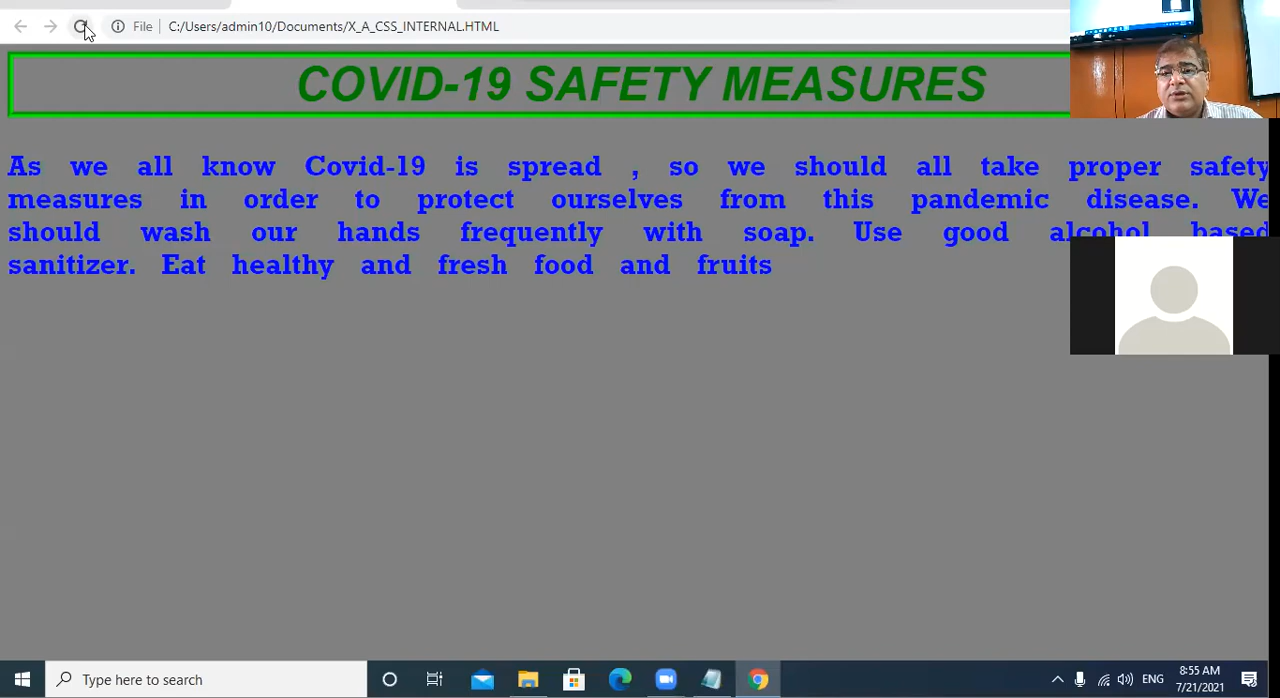 File C:/Users/admin10/Documents/X_A_CSS_INTERNAL.HTML
COVID-19 SAFETY MEASURES
As we all know Covid-19 is spread , so we should all take proper safety
measures in order to protect ourselves from this pandemic disease. We
should wash our hands frequently with soap. Use good alcohol based
sanitizer. Eat healthy and fresh food and fruits
Type here to search
ENG
8:55 AM
7/21/2021